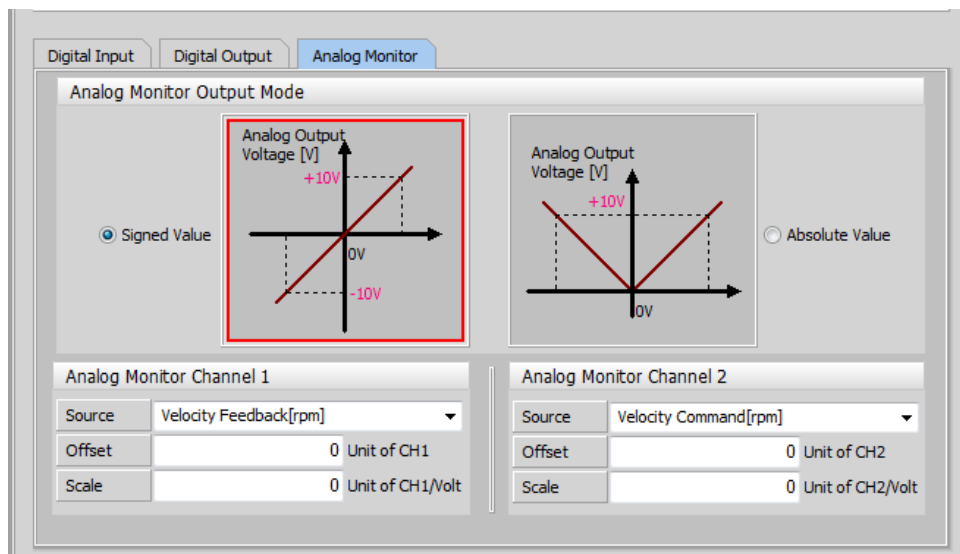 Digital Input Digital Output Analog Monitor
Analog Monitor Output Mode
Signed Value
Analog Output
Voltage [V]
+10V
0V
-10V
Analog Output
Voltage [V]
+10V
0V
Absolute Value
Analog Monitor Channel 1
Source Velocity Feedback[rpm]
Offset 0 Unit of CH1
Scale 0 Unit of CH1/Volt
Analog Monitor Channel 2
Source Velocity Command[rpm]
Offset 0 Unit of CH2
Scale 0 Unit of CH2/Volt